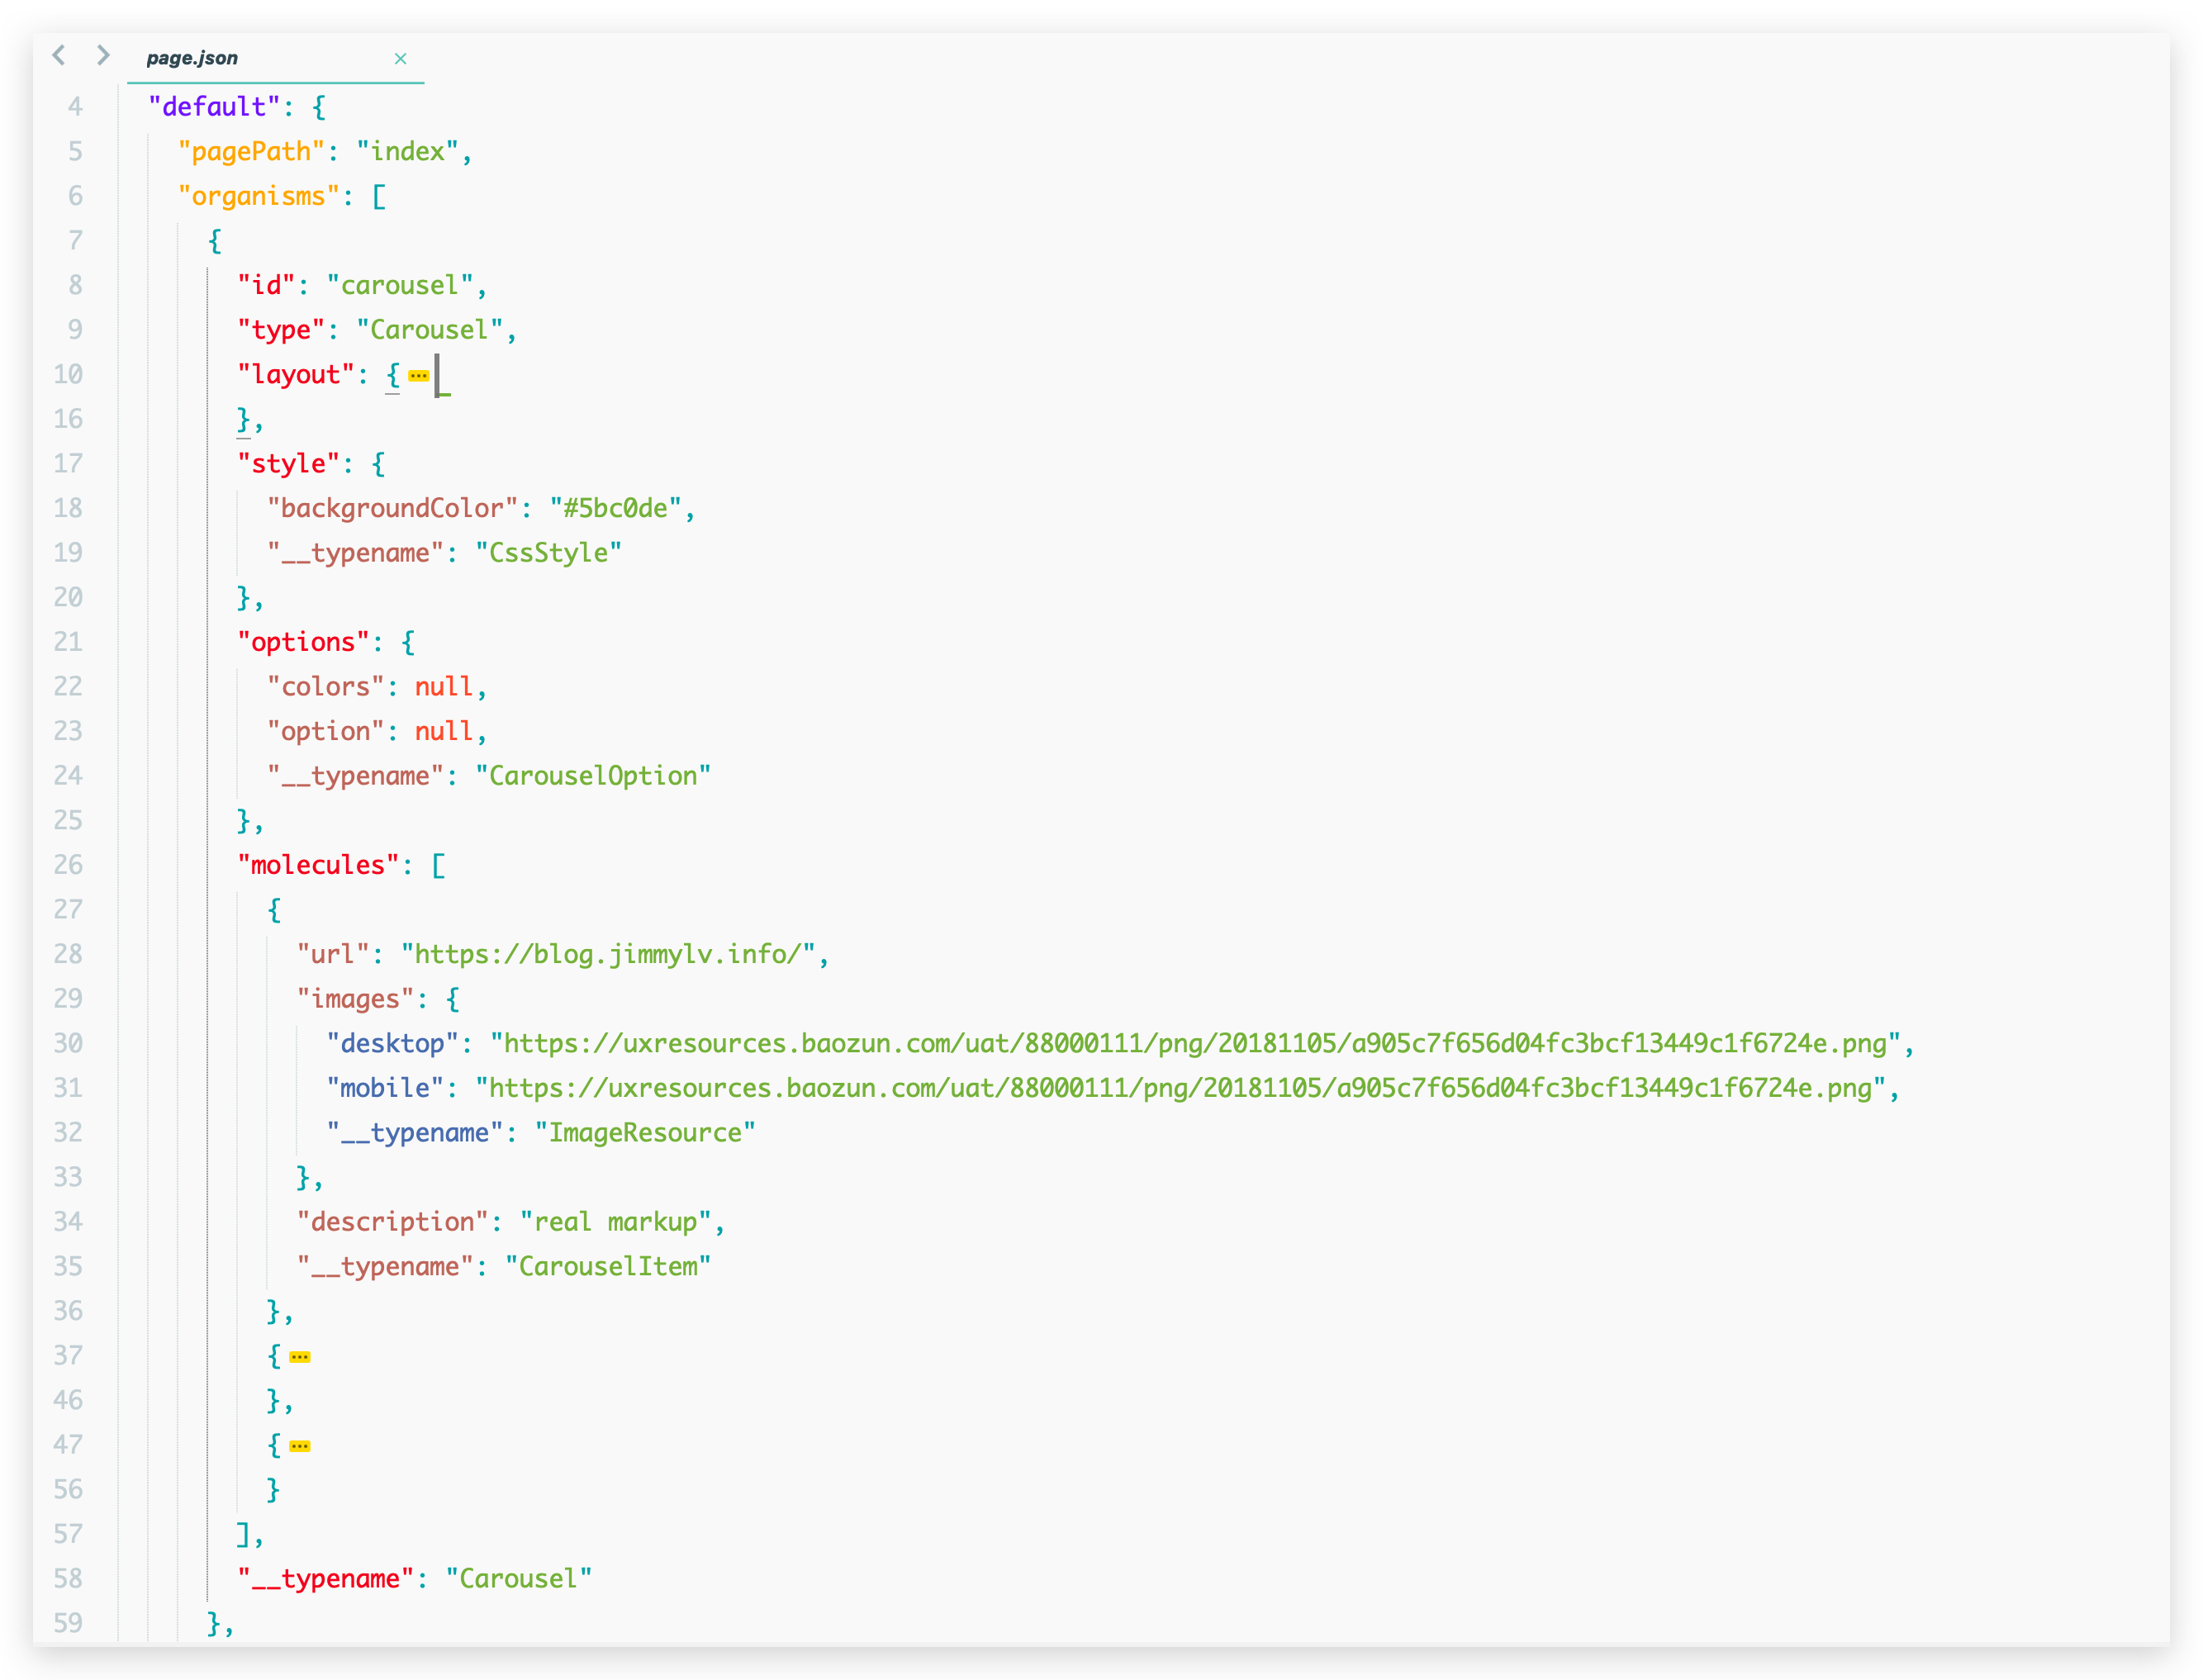 page.json
4 "default": {
5 "pagePath": "index",
6 "organisms": [
7 {
8 "id": "carousel",
9 "type": "Carousel",
10 "layout": {
16 },
17 "style": {
18 "backgroundColor": "#5bc0de",
19 "__typename": "CssStyle"
20 },
21 "options": {
22 "colors": null,
23 "option": null,
24 "__typename": "CarouselOption"
25 },
26 "molecules": [
27 {
28 "url": "https://blog.jimmylv.info/",
29 "images": {
30 "desktop": "https://uxresources.baozun.com/uat/88000111/png/20181105/a905c7f656d04fc3bcf13449c1f6724e.png",
31 "mobile": "https://uxresources.baozun.com/uat/88000111/png/20181105/a905c7f656d04fc3bcf13449c1f6724e.png",
32 "__typename": "ImageResource"
33 },
34 "description": "real markup",
35 "__typename": "CarouselItem"
36 },
37 {
46 },
47 {
56 }
57 ],
58 "__typename": "Carousel"
59 },